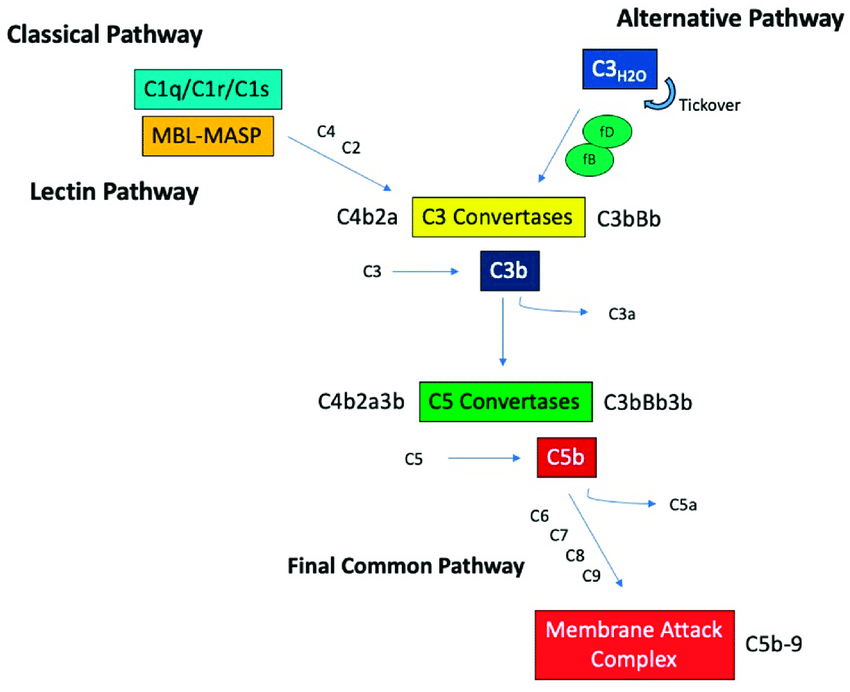 Classical Pathway
Alternative Pathway
C1q/C1r/C1s
C3H2O
Tickover
MBL-MASP
C4
C2
fD
fB
Lectin Pathway
C4b2a
C3 Convertases
C3bBb
C3
C3b
C3a
C4b2a3b
C5 Convertases
C3bBb3b
C5
C5b
C5a
C6
C7
C8
C9
Final Common Pathway
Membrane Attack
Complex
C5b-9